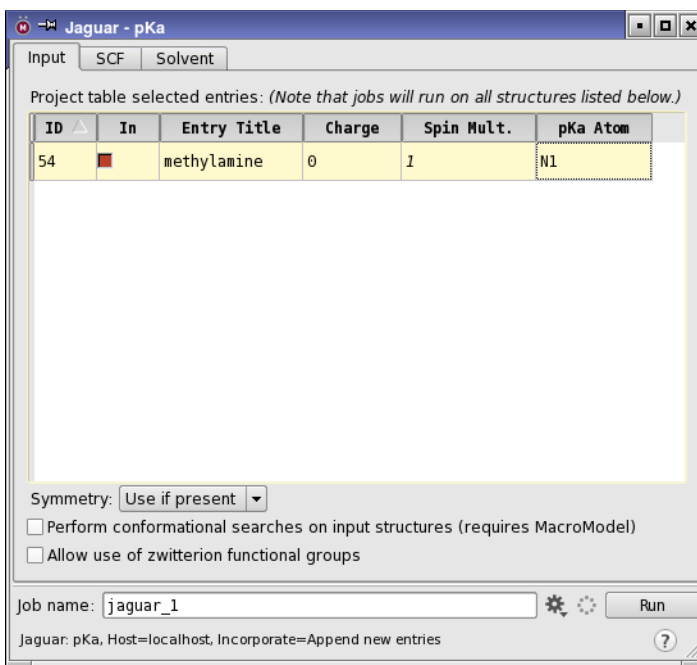 Jaguar - pKa
Input SCF Solvent
Project table selected entries: (Note that jobs will run on all structures listed below.)
ID In Entry Title Charge Spin Mult. pKa Atom
54 methylamine 0 1 N1
Symmetry: Use if present
Perform conformational searches on input structures (requires MacroModel)
Allow use of zwitterion functional groups
Job name: jaguar_1 Run
Jaguar: pKa, Host=localhost, Incorporate=Append new entries ?